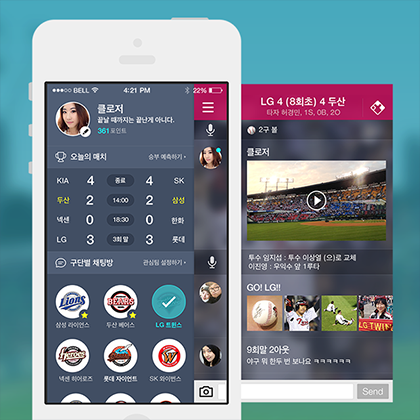 ●●●○○ BELL 4:21 PM 22%
클로저
끝날 때까지는 끝난게 아니다.
361 포인트
오늘의 매치 승부 예측하기 ›
KIA 4 종료 4 SK
두산 2 14:00 2 삼성
넥센 0 18:30 0 한화
LG 3 3회 말 3 롯데
구단별 채팅방 관심팀 설정하기 ›
Lions
BEARS
삼성 라이언즈
두산 베어스
LG 트윈스
Heroes
GIANTS
넥센 히어로즈
롯데 자이언트
SK 와이번스
LG 4 (8회초) 4 두산
타자 허경민, 1S, 0B, 2O
2구 볼
클로저
투수 임지섭 : 투수 이상열 (으)로 교체
이진영 : 우익수 앞 1루타
GO! LG!!
LG TWINS
9회말 2아웃
야구 뭐 한두 번 보나요 ㅋㅋㅋㅋㅋㅋ
Send